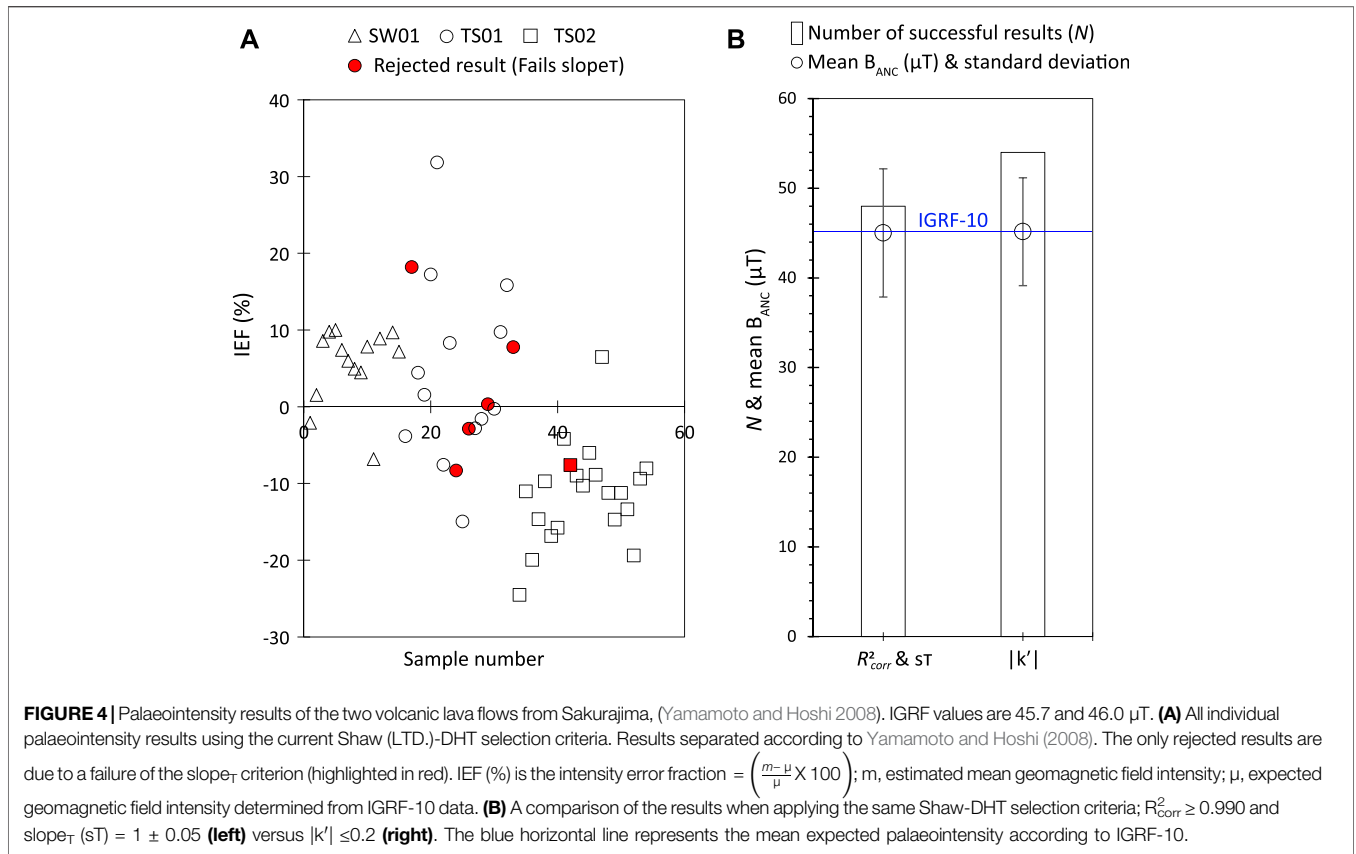 A
△ SW01 ○ TS01 □ TS02
Rejected result (Fails slopeT)
40
30
20
10
0
-10
-20
-30
IEF (%)
0 20 40 60
Sample number
B
Number of successful results (N)
Mean B_ANC (µT) & standard deviation
60
50
40
30
20
10
0
N & mean B_ANC (µT)
IGRF-10
R²corr & sT |k′|
FIGURE 4 | Palaeointensity results of the two volcanic lava flows from Sakurajima, (Yamamoto and Hoshi 2008). IGRF values are 45.7 and 46.0 µT. (A) All individual
palaeointensity results using the current Shaw (LTD.)-DHT selection criteria. Results separated according to Yamamoto and Hoshi (2008). The only rejected results are
due to a failure of the slopeT criterion (highlighted in red). IEF (%) is the intensity error fraction = (m−µ/µ X 100); m, estimated mean geomagnetic field intensity; µ, expected
geomagnetic field intensity determined from IGRF-10 data. (B) A comparison of the results when applying the same Shaw-DHT selection criteria; R²corr ≥ 0.990 and
slopeT (sT) = 1 ± 0.05 (left) versus |k′| ≤0.2 (right). The blue horizontal line represents the mean expected palaeointensity according to IGRF-10.